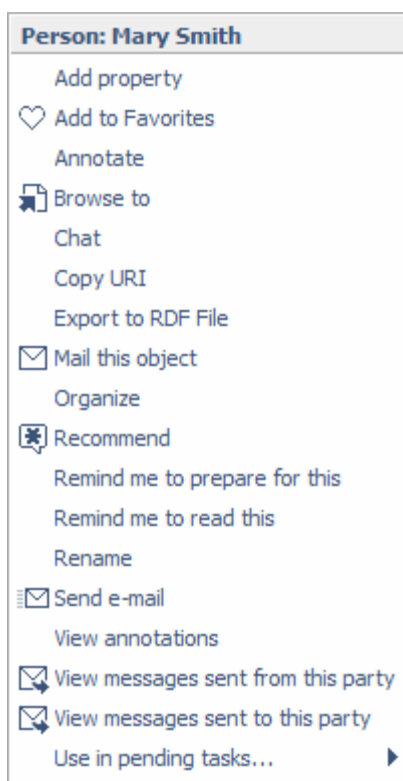 Person: Mary Smith
Add property
Add to Favorites
Annotate
Browse to
Chat
Copy URI
Export to RDF File
Mail this object
Organize
Recommend
Remind me to prepare for this
Remind me to read this
Rename
Send e-mail
View annotations
View messages sent from this party
View messages sent to this party
Use in pending tasks...